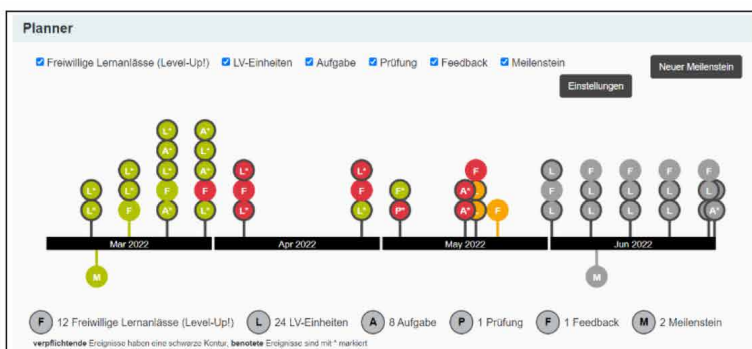 Planner
Freiwillige Lernanlässe (Level-Up!) LV-Einheiten Aufgabe Prüfung Feedback Meilenstein
Neuer Meilenstein
Einstellungen
L* A*
A* L*
L* L* A* L* L* F F F F F
L* L* F F F F F* A* F L L L L
L* F A* L* L* L* P* A* L F L L L L A*
Mar 2022 Apr 2022 May 2022 Jun 2022
M M
F 12 Freiwillige Lernanlässe (Level-Up!) L 24 LV-Einheiten A 8 Aufgabe P 1 Prüfung F 1 Feedback M 2 Meilenstein
verpflichtende Ereignisse haben eine schwarze Kontur, benotete Ereignisse sind mit * markiert